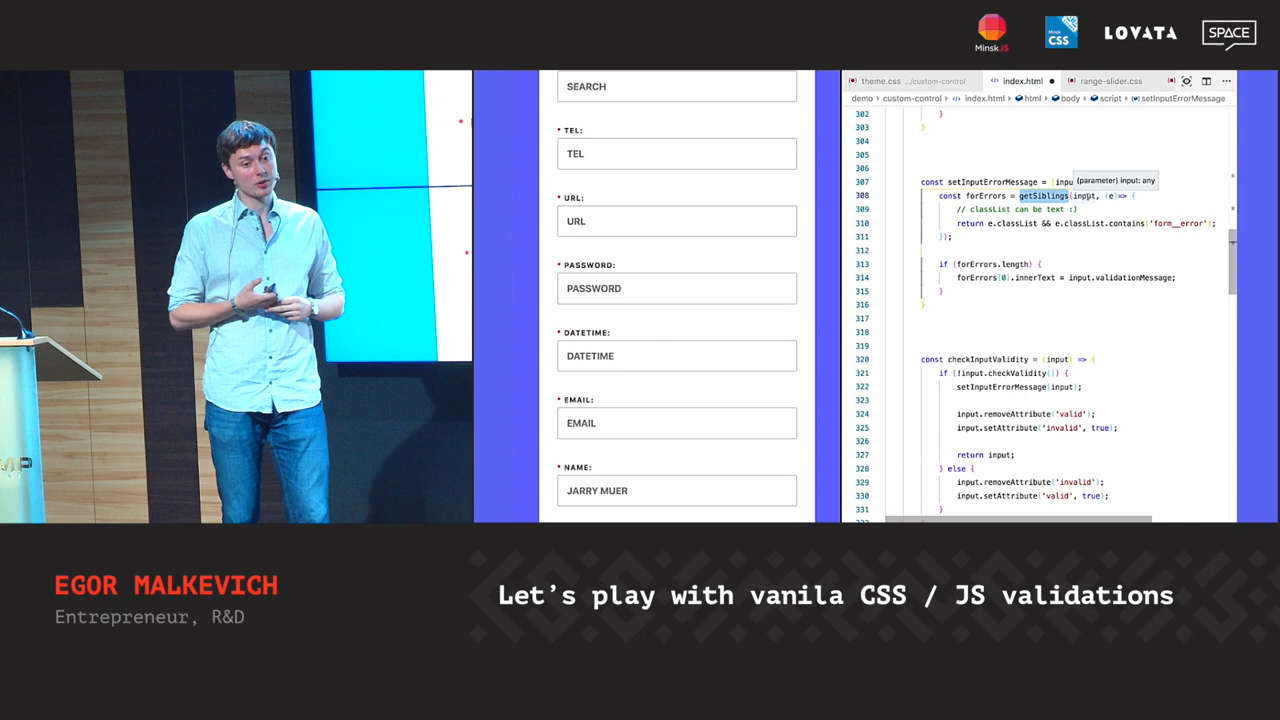 MinskJS
Minsk
CSS
LOVATA
SPACE
SEARCH
• TEL:
TEL
• URL:
URL
• PASSWORD:
PASSWORD
• DATETIME:
DATETIME
• EMAIL:
EMAIL
• NAME:
JARRY MUER
theme.css .../custom-control
index.html ●
range-slider.css
demo › custom-control › index.html › html › body › script › setInputErrorMessage
302 }
303 }
304
305
306
(parameter) input: any
307 const setInputErrorMessage = (inpu
308 const forErrors = getSiblings(input, (e)=> {
309 // classList can be text :)
310 return e.classList && e.classList.contains('form__error');
311 });
312
313 if (forErrors.length) {
314 forErrors[0].innerText = input.validationMessage;
315 }
316 }
317
318
319
320 const checkInputValidity = (input) => {
321 if (!input.checkValidity()) {
322 setInputErrorMessage(input);
323
324 input.removeAttribute('valid');
325 input.setAttribute('invalid', true);
326
327 return input;
328 } else {
329 input.removeAttribute('invalid');
330 input.setAttribute('valid', true);
331 }
MP
EGOR MALKEVICH
Entrepreneur, R&D
Let's play with vanila CSS / JS validations